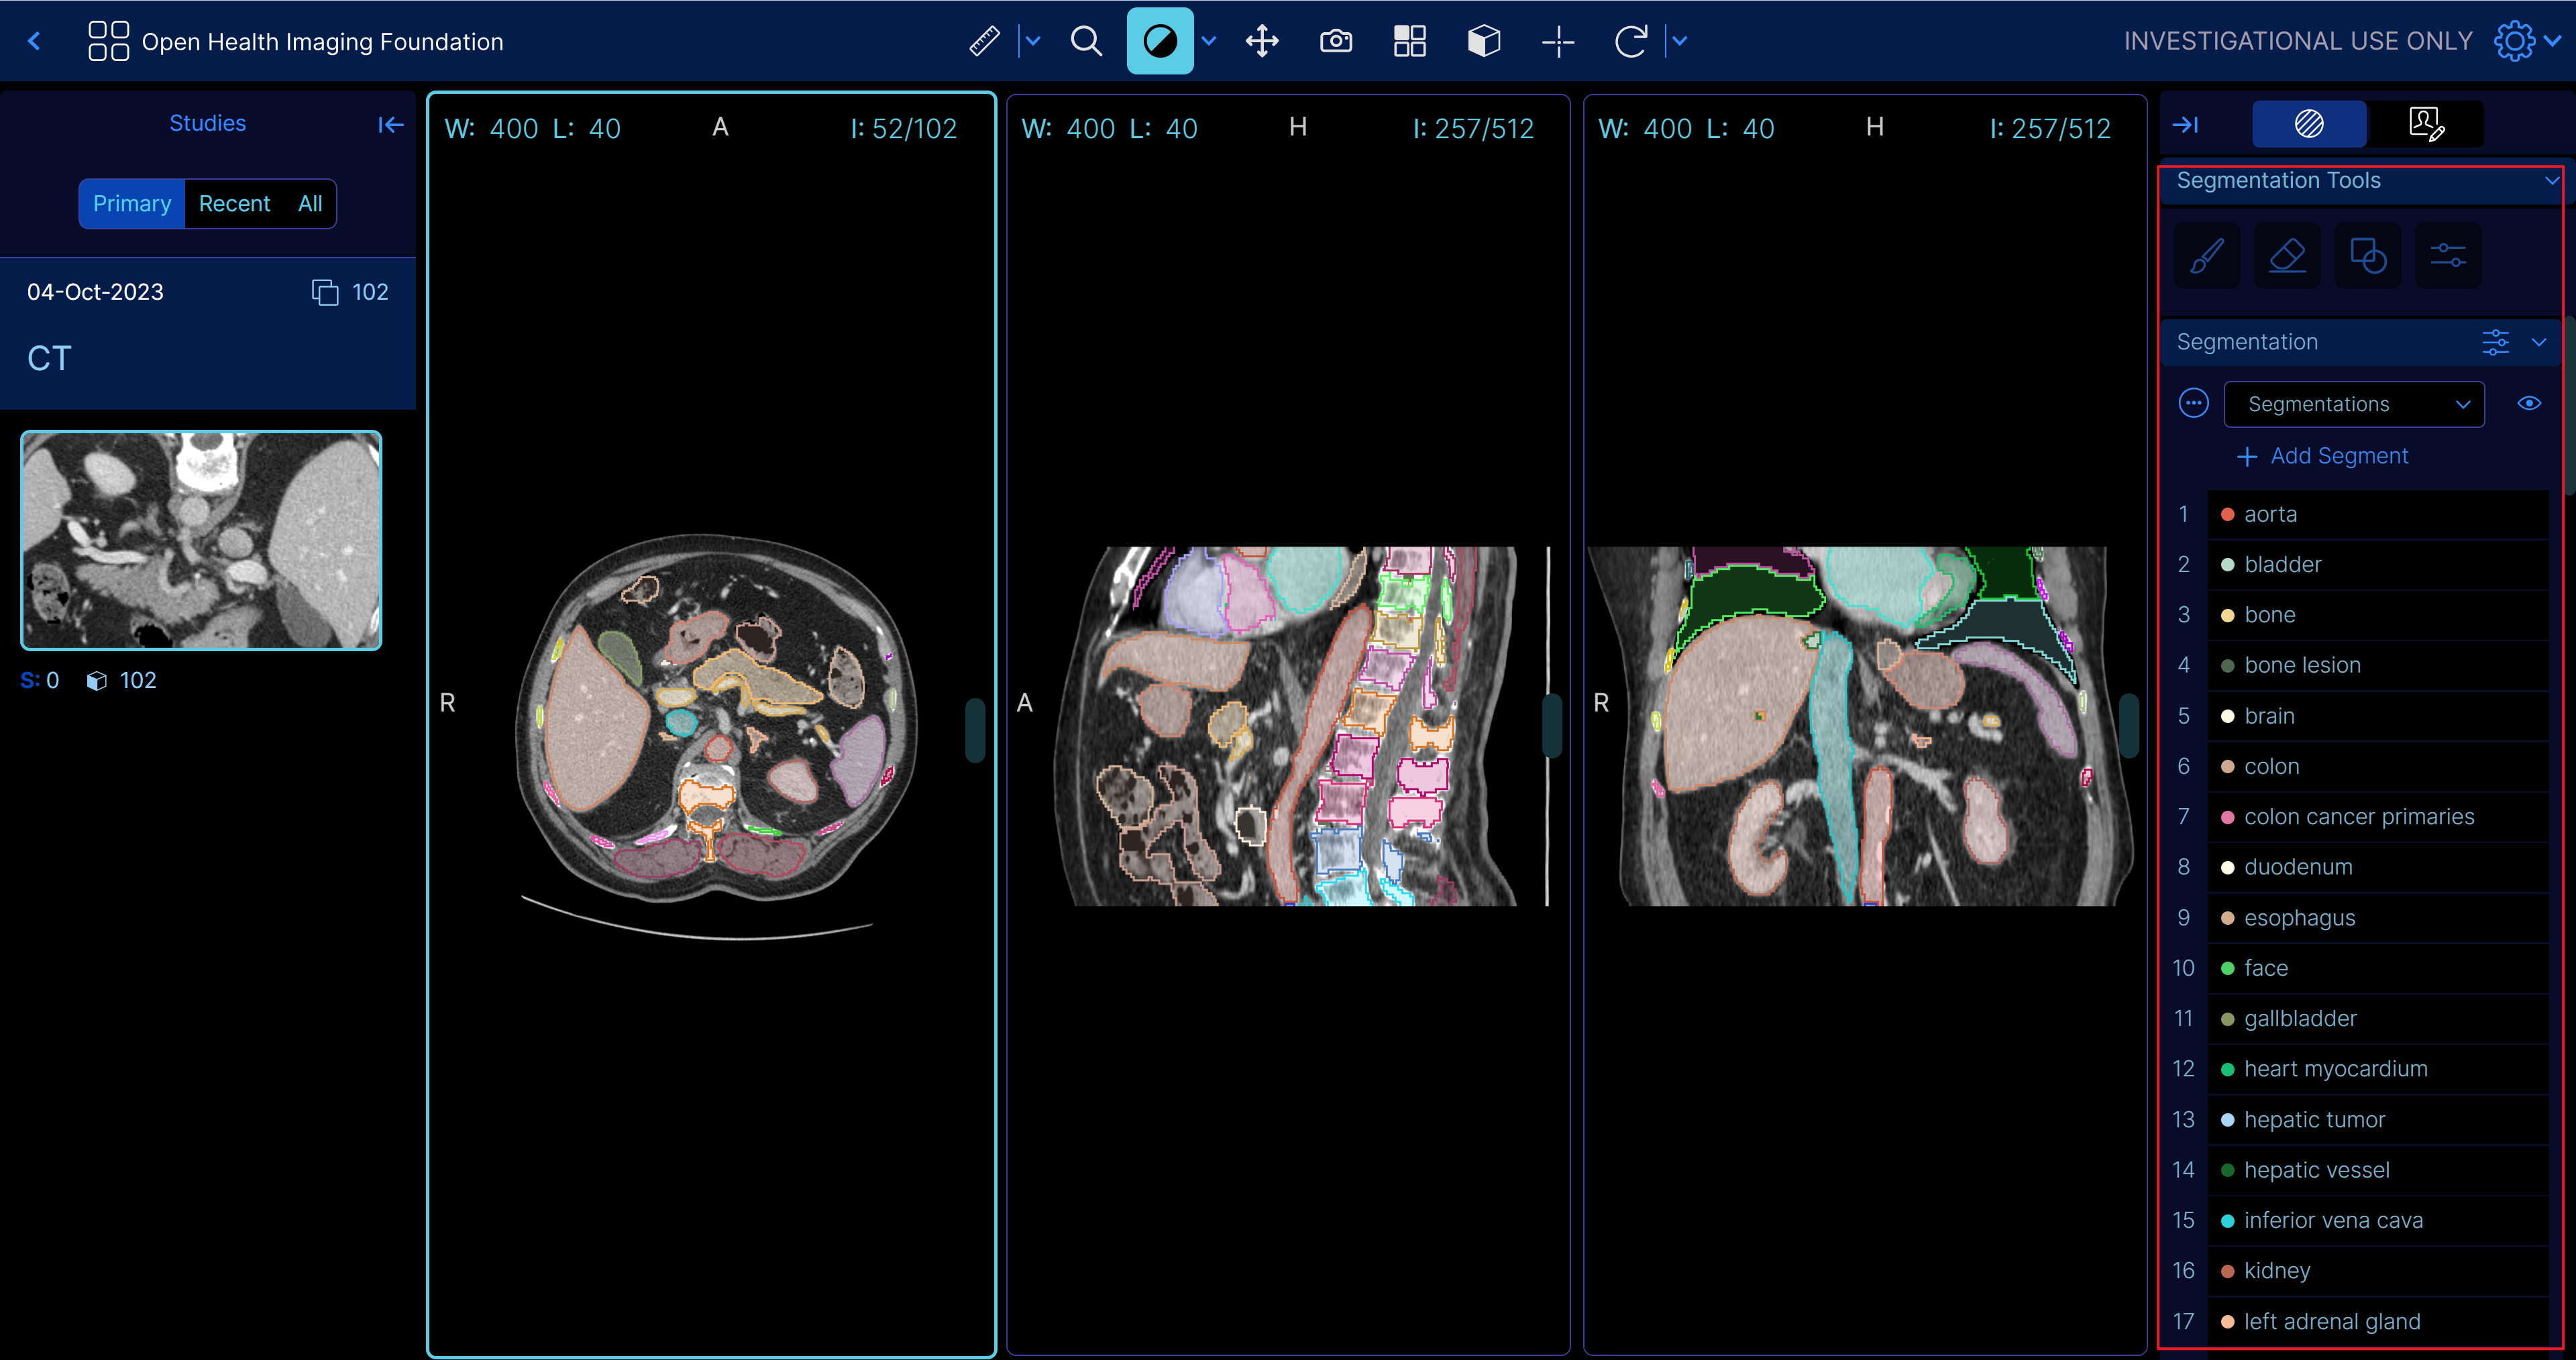 Open Health Imaging Foundation
INVESTIGATIONAL USE ONLY
Studies
Primary Recent All
04-Oct-2023 102
CT
S: 0 102
W: 400 L: 40 A I: 52/102
R
W: 400 L: 40 H I: 257/512
A
W: 400 L: 40 H I: 257/512
R
Segmentation Tools
Segmentation
Segmentations
Add Segment
1 aorta
2 bladder
3 bone
4 bone lesion
5 brain
6 colon
7 colon cancer primaries
8 duodenum
9 esophagus
10 face
11 gallbladder
12 heart myocardium
13 hepatic tumor
14 hepatic vessel
15 inferior vena cava
16 kidney
17 left adrenal gland